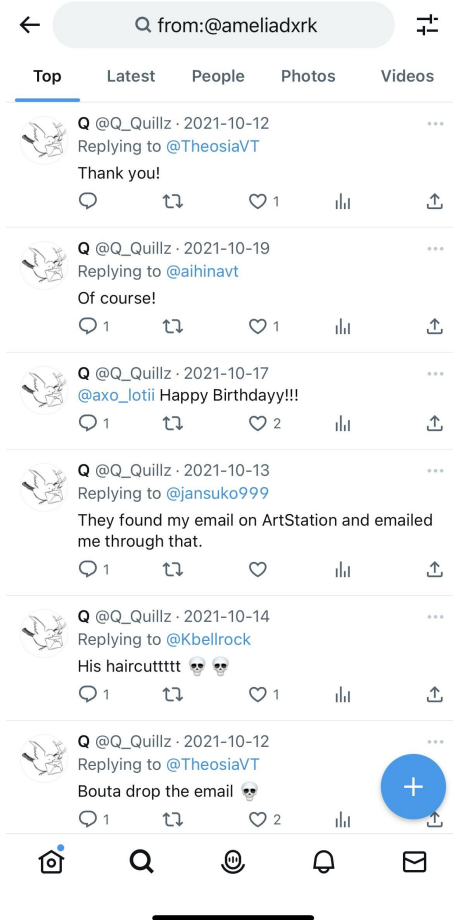 from:@ameliadxrk
Top Latest People Photos Videos
Q @Q_Quillz · 2021-10-12
Replying to @TheosiaVT
Thank you!
1
Q @Q_Quillz · 2021-10-19
Replying to @aihinavt
Of course!
1 1
Q @Q_Quillz · 2021-10-17
@axo_lotii Happy Birthdayy!!!
1 2
Q @Q_Quillz · 2021-10-13
Replying to @jansuko999
They found my email on ArtStation and emailed
me through that.
1
Q @Q_Quillz · 2021-10-14
Replying to @Kbellrock
His haircuttttt 💀 💀
1 1
Q @Q_Quillz · 2021-10-12
Replying to @TheosiaVT
Bouta drop the email 💀
1 2